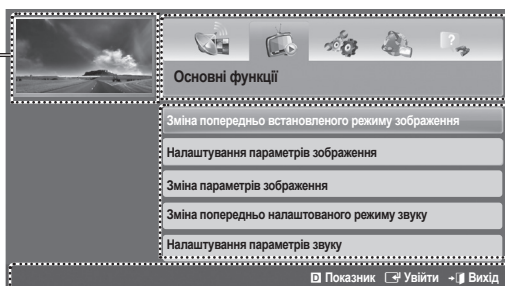 Основні функції
Зміна попередньо встановленого режиму зображення
Налаштування параметрів зображення
Зміна параметрів зображення
Зміна попередньо налаштованого режиму звуку
Налаштування параметрів звуку
D Показник Увійти Вихід